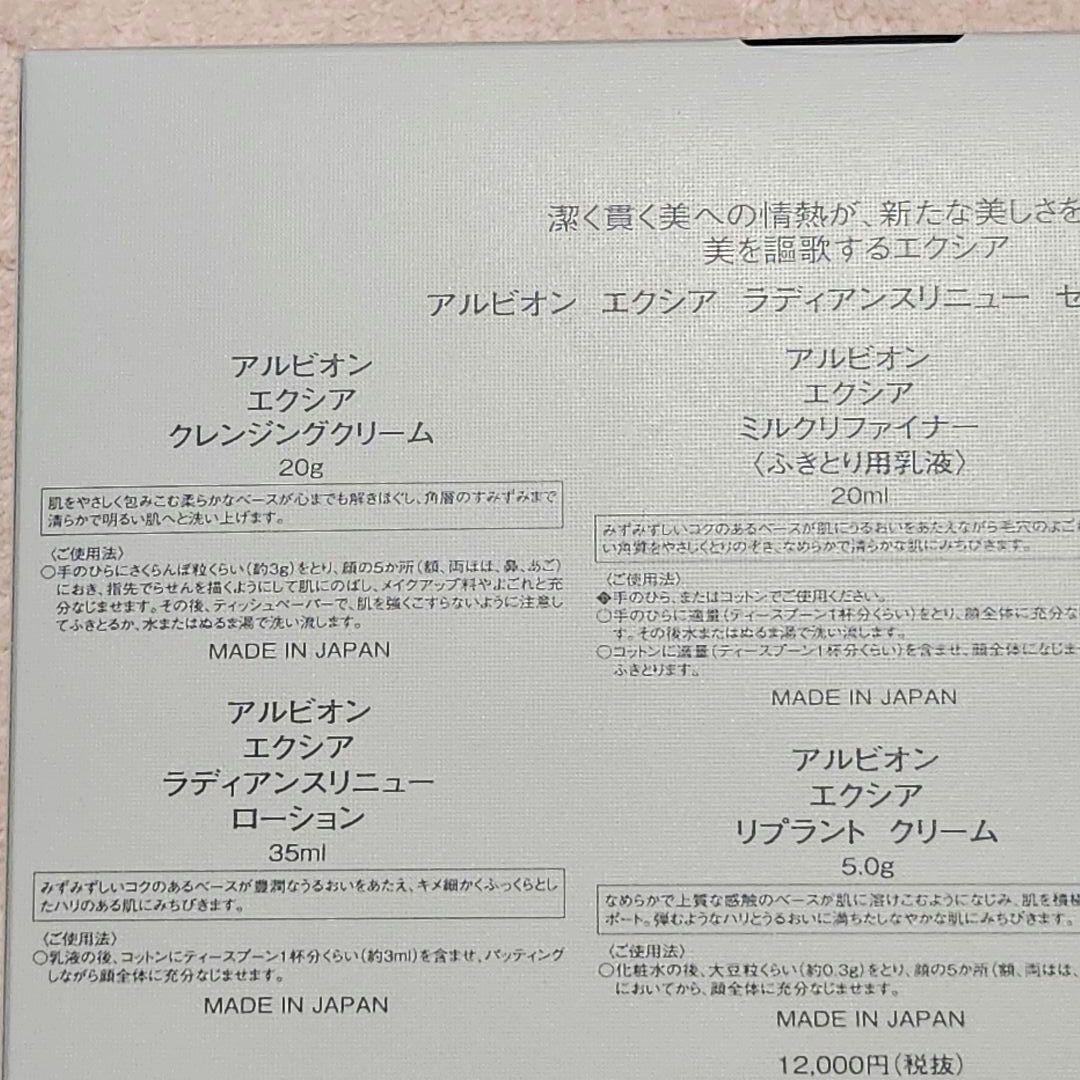 潔く貫く美への情熱が、新たな美しさを
美を謳歌するエクシア
アルビオン エクシア ラディアンスリニュー セ
アルビオン
エクシア
クレンジングクリーム
20g
肌をやさしく包みこむ柔らかなベースが心までも解きほぐし、角層のすみずみまで
清らかで明るい肌へと洗い上げます。
〈ご使用法〉
○手のひらにさくらんぼ粒くらい(約3g)をとり、顔の5か所(額、両ほほ、鼻、あご)
におき、指先でらせんを描くようにして肌にのばし、メイクアップ料やよごれと充
分なじませます。その後、ティッシュペーパーで、肌を強くこすらないように注意し
てふきとるか、水またはぬるま湯で洗い流します。
MADE IN JAPAN
アルビオン
エクシア
ラディアンスリニュー
ローション
35ml
みずみずしいコクのあるベースが豊潤なうるおいをあたえ、キメ細かくふっくらとし
たハリのある肌にみちびきます。
〈ご使用法〉
○乳液の後、コットンにティースプーン1杯分くらい(約3ml)を含ませ、パッティング
しながら顔全体に充分なじませます。
MADE IN JAPAN
アルビオン
エクシア
ミルクリファイナー
〈ふきとり用乳液〉
20ml
みずみずしいコクのあるベースが肌にうるおいをあたえながら毛穴のよごれ
い角質をやさしくとりのぞき、なめらかで清らかな肌にみちびきます。
〈ご使用法〉
◆手のひら、またはコットンでご使用ください。
○手のひらに適量(ティースプーン1杯分くらい)をとり、顔全体に充分な
す。その後水またはぬるま湯で洗い流します。
○コットンに適量(ティースプーン1杯分くらい)を含ませ、顔全体になじませ
ふきとります。
MADE IN JAPAN
アルビオン
エクシア
リプラント クリーム
5.0g
なめらかで上質な感触のベースが肌に溶けこむようになじみ、肌を積極
ポート。弾むようなハリとうるおいに満ちたしなやかな肌にみちびきます。
〈ご使用法〉
○化粧水の後、大豆粒くらい(約0.3g)をとり、顔の5か所(額、両ほほ、
においてから、顔全体に充分なじませます。
MADE IN JAPAN
12,000円(税抜)